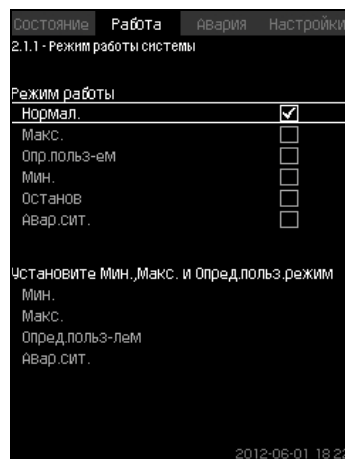 Состояние Работа Авария Настройки
2.1.1 - Режим работы системы
Режим работы
Нормал.
Макс.
Опр.польз-ем
Мин.
Останов
Авар.сит.
Установите Мин.,Макс. и Опред.польз.режим
Мин.
Макс.
Опред.польз-лем
Авар.сит.
2012-06-01 18:22